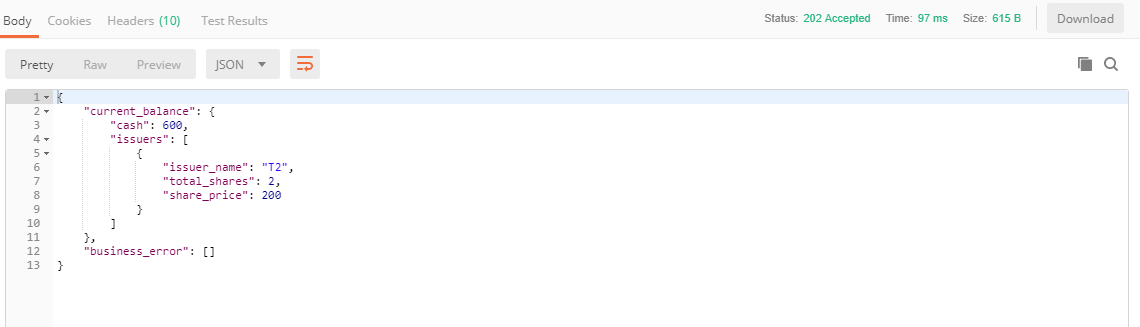 Body Cookies Headers (10) Test Results Status: 202 Accepted Time: 97 ms Size: 615 B Download
Pretty Raw Preview JSON
1 {
2 "current_balance": {
3 "cash": 600,
4 "issuers": [
5 {
6 "issuer_name": "T2",
7 "total_shares": 2,
8 "share_price": 200
9 }
10 ]
11 },
12 "business_error": []
13 }